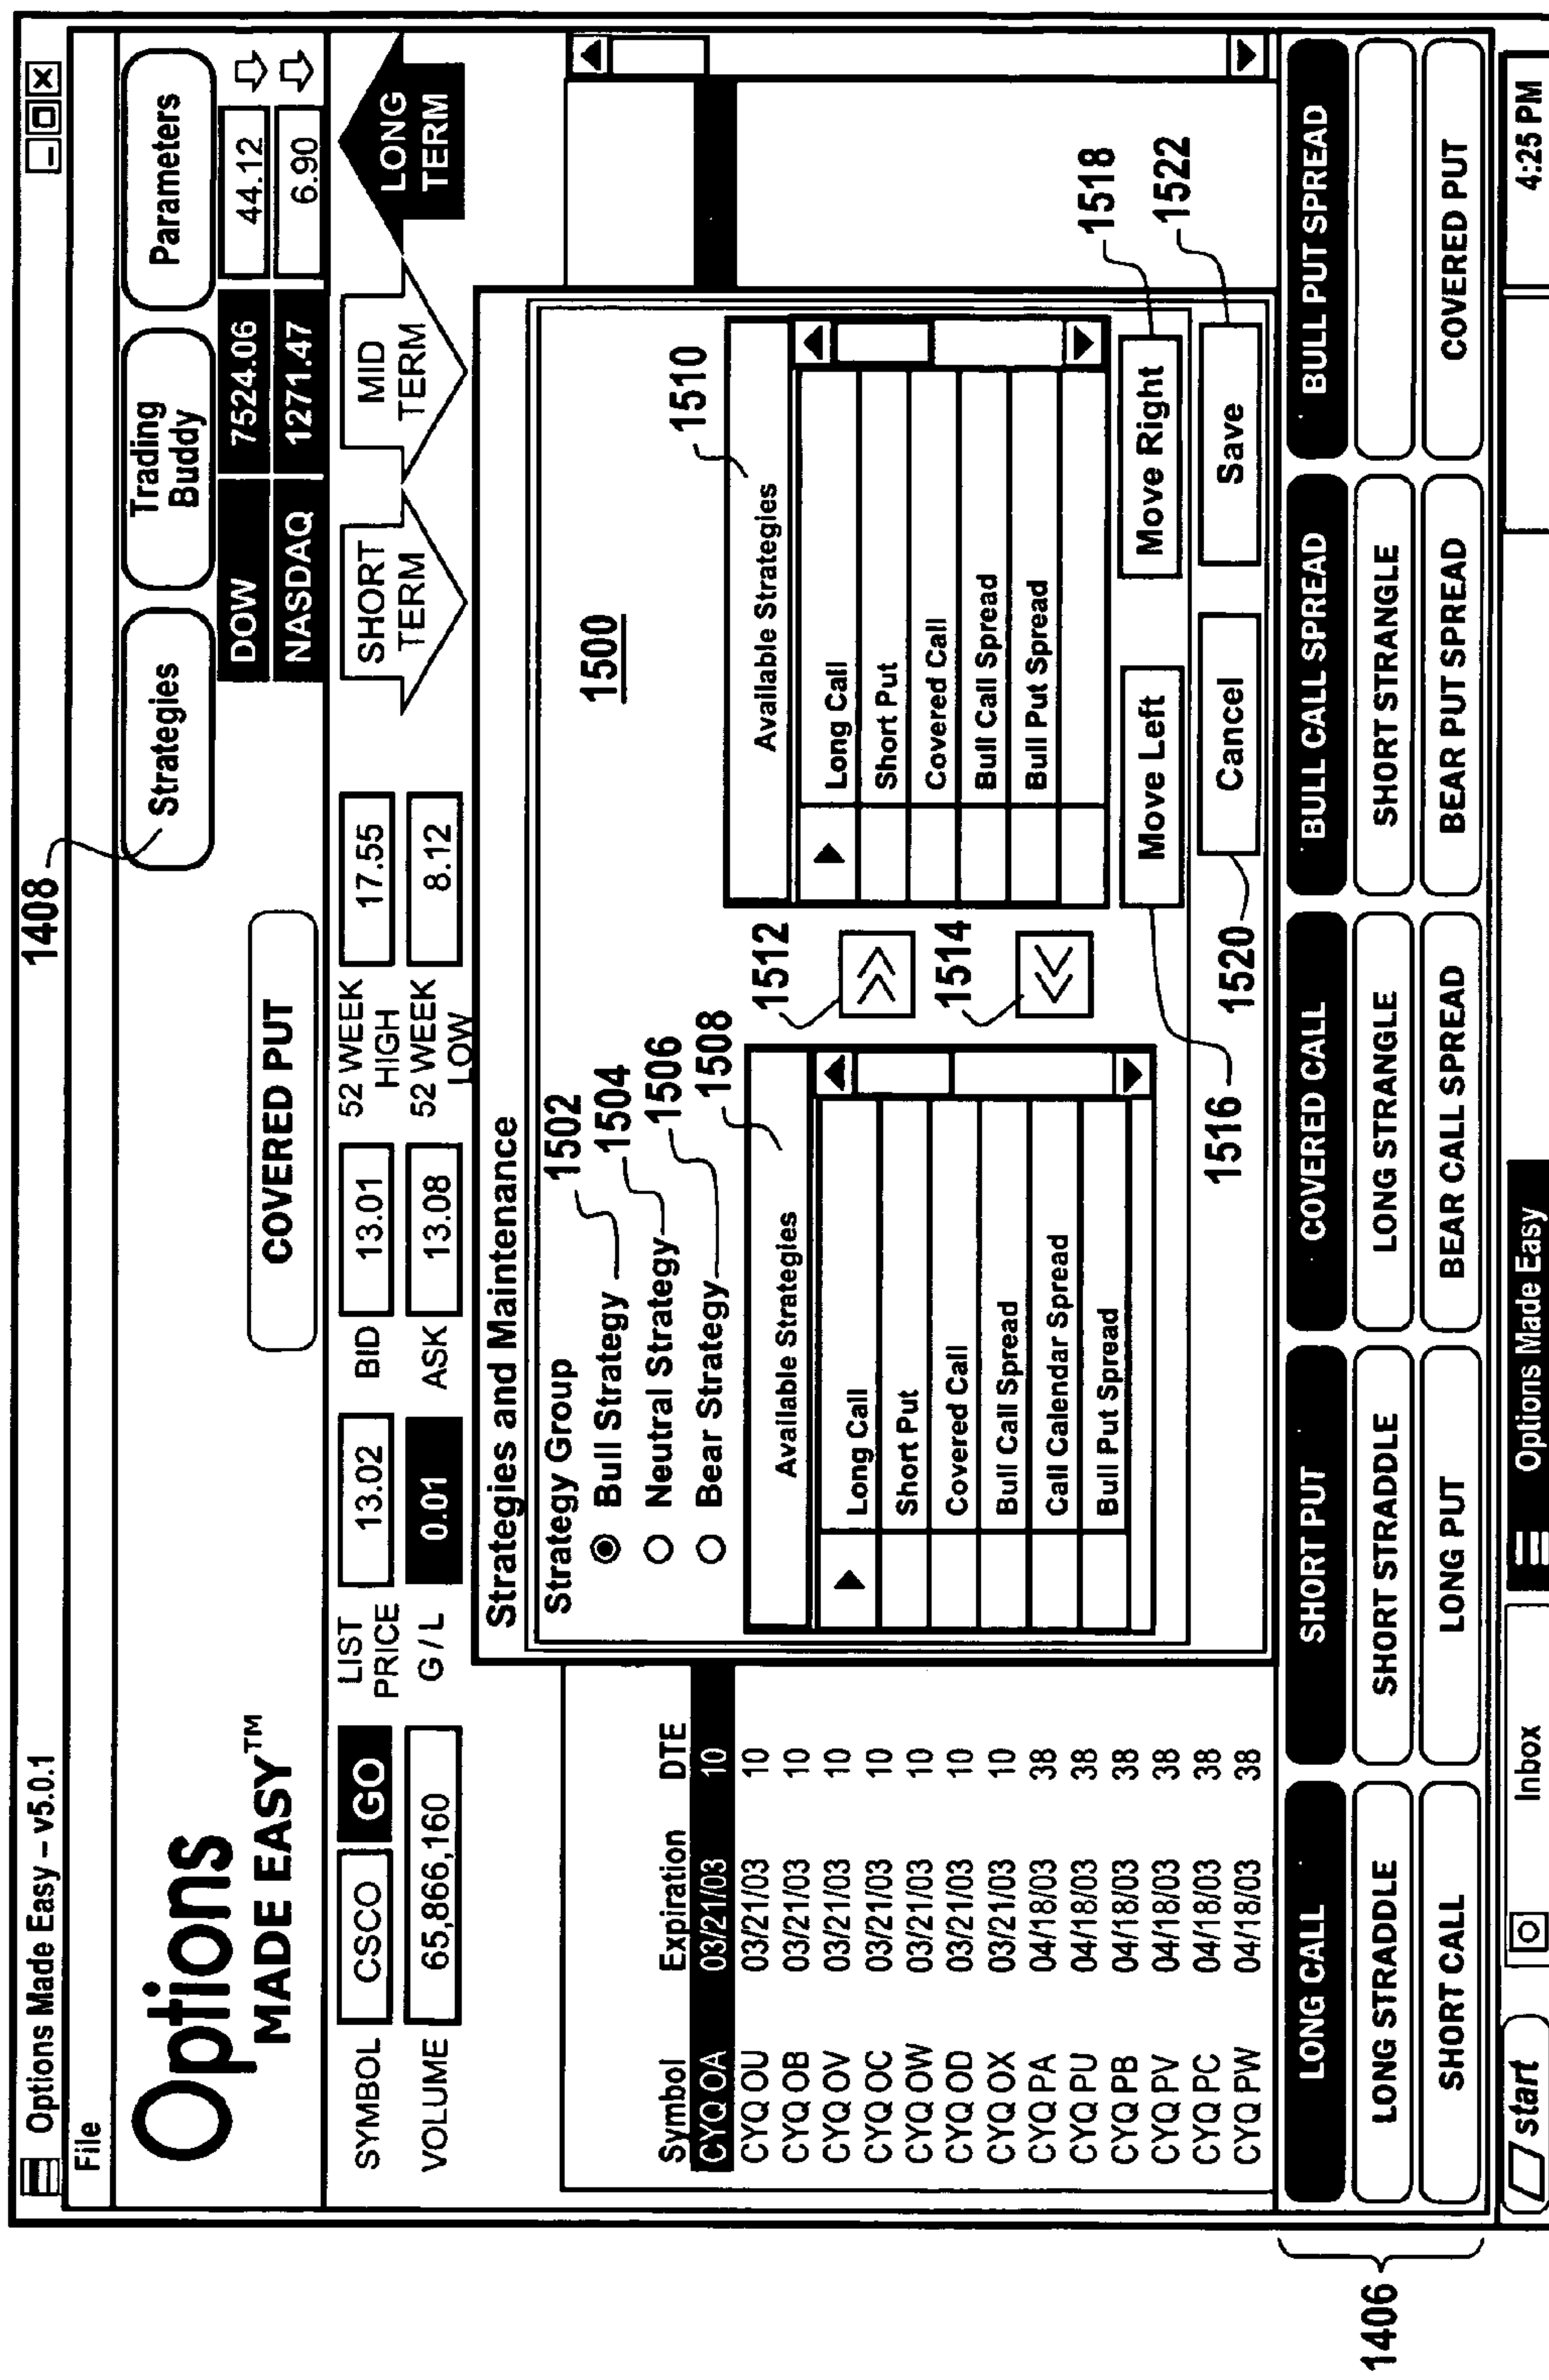 1408
Options Made Easy – v5.0.1
File
Options
MADE EASY™
COVERED PUT
Strategies
Trading
Buddy
Parameters
DOW 7524.06 44.12
NASDAQ 1271.47 6.90
SYMBOL CSCO GO
VOLUME 65,866,160
LIST
PRICE 13.02
G / L 0.01
BID 13.01
ASK 13.08
52 WEEK
HIGH 17.55
52 WEEK
LOW 8.12
SHORT
TERM
MID
TERM
LONG
TERM
Symbol Expiration DTE
CYQ OA 03/21/03 10
CYQ OU 03/21/03 10
CYQ OB 03/21/03 10
CYQ OV 03/21/03 10
CYQ OC 03/21/03 10
CYQ OW 03/21/03 10
CYQ OD 03/21/03 10
CYQ OX 03/21/03 10
CYQ PA 04/18/03 38
CYQ PU 04/18/03 38
CYQ PB 04/18/03 38
CYQ PV 04/18/03 38
CYQ PC 04/18/03 38
CYQ PW 04/18/03 38
Strategies and Maintenance
Strategy Group
1502
Bull Strategy
1504
Neutral Strategy
1506
Bear Strategy
1508
1500
Available Strategies
Long Call
Short Put
Covered Call
Bull Call Spread
Call Calendar Spread
Bull Put Spread
1512
>>
1514
<<
1510
Available Strategies
Long Call
Short Put
Covered Call
Bull Call Spread
Bull Put Spread
Move Left Move Right
1518
1516
Cancel Save
1522
1520
1406
LONG CALL SHORT PUT COVERED CALL BULL CALL SPREAD BULL PUT SPREAD
LONG STRADDLE SHORT STRADDLE LONG STRANGLE SHORT STRANGLE
SHORT CALL LONG PUT BEAR CALL SPREAD BEAR PUT SPREAD COVERED PUT
start Inbox Options Made Easy 4:25 PM